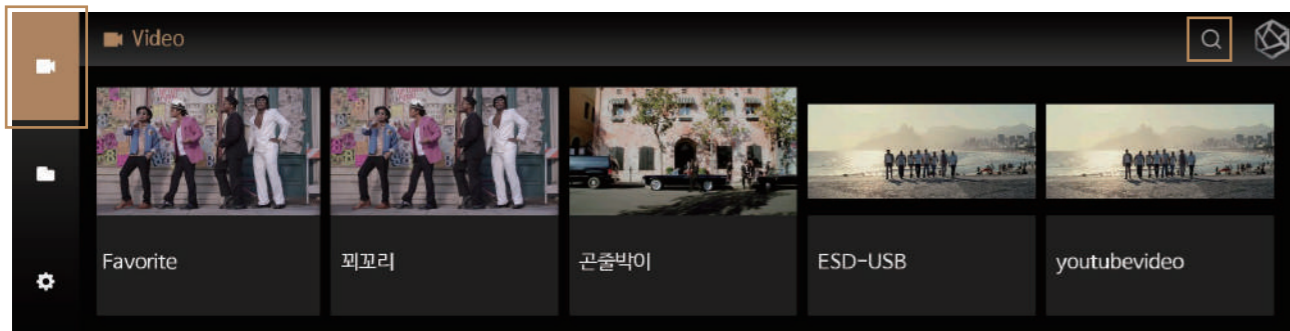 Video
Favorite
꾀꼬리
곤줄박이
ESD-USB
youtubevideo